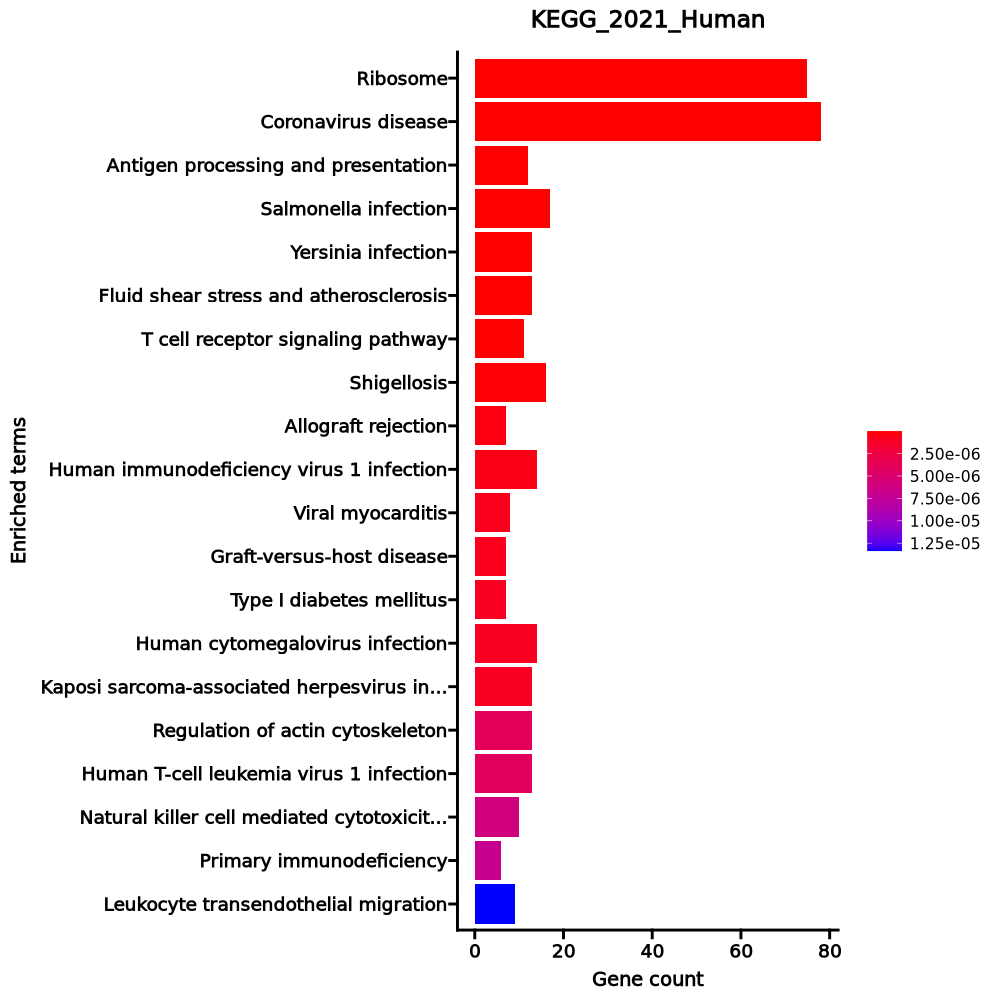 KEGG_2021_Human
Ribosome
Coronavirus disease
Antigen processing and presentation
Salmonella infection
Yersinia infection
Fluid shear stress and atherosclerosis
T cell receptor signaling pathway
Shigellosis
Allograft rejection
Human immunodeficiency virus 1 infection
Viral myocarditis
Graft-versus-host disease
Type I diabetes mellitus
Human cytomegalovirus infection
Kaposi sarcoma-associated herpesvirus in...
Regulation of actin cytoskeleton
Human T-cell leukemia virus 1 infection
Natural killer cell mediated cytotoxicit...
Primary immunodeficiency
Leukocyte transendothelial migration
Enriched terms
0 20 40 60 80
Gene count
2.50e-06
5.00e-06
7.50e-06
1.00e-05
1.25e-05